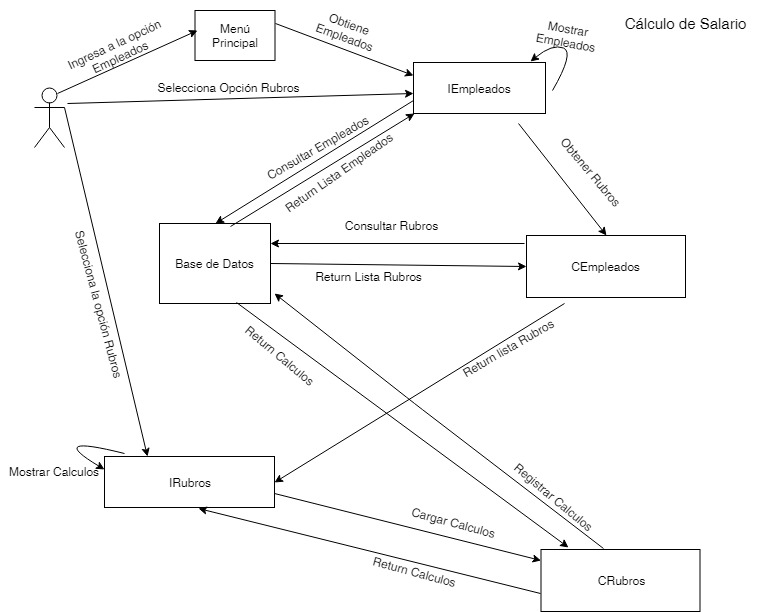 Cálculo de Salario
Ingresa a la opción
Empleados
Menú
Principal
Obtiene
Empleados
Mostrar
Empleados
Selecciona Opción Rubros
IEmpleados
Consultar Empleados
Return Lista Empleados
Obtener Rubros
Base de Datos
Consultar Rubros
Return Lista Rubros
CEmpleados
Selecciona la opción Rubros
Return Calculos
Return lista Rubros
Mostrar Calculos
IRubros
Registrar Calculos
Cargar Calculos
Return Calculos
CRubros